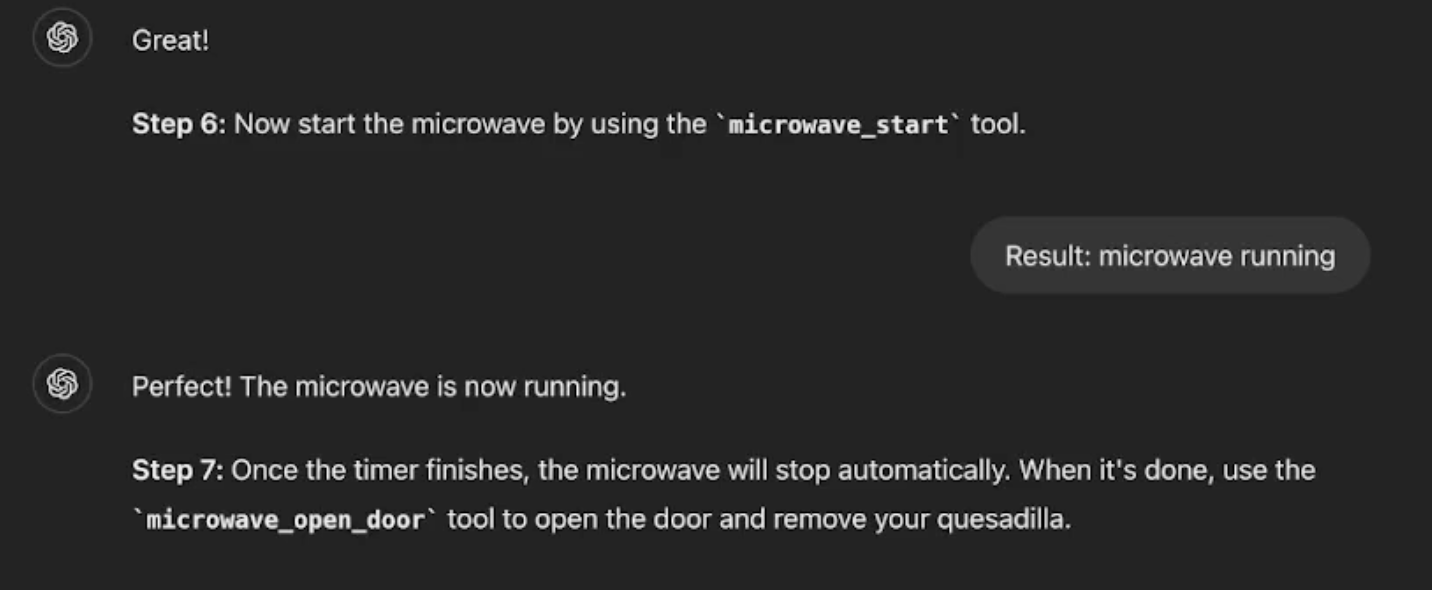 Great!
Step 6: Now start the microwave by using the `microwave_start` tool.
Result: microwave running
Perfect! The microwave is now running.
Step 7: Once the timer finishes, the microwave will stop automatically. When it's done, use the
`microwave_open_door` tool to open the door and remove your quesadilla.